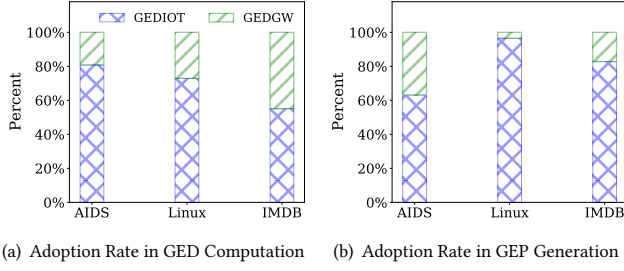 GEDIOT GEDGW
100%
80%
60%
40%
20%
0%
Percent
AIDS Linux IMDB
(a) Adoption Rate in GED Computation
100%
80%
60%
40%
20%
0%
Percent
AIDS Linux IMDB
(b) Adoption Rate in GEP Generation